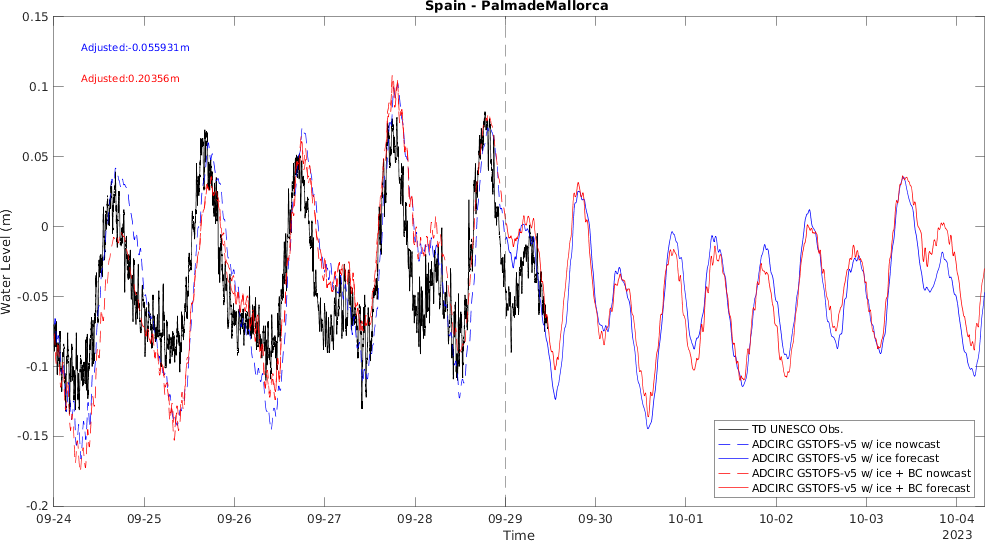 Spain - PalmadeMallorca
0.15
0.1
0.05
0
-0.05
-0.1
-0.15
-0.2
Water Level (m)
Adjusted:-0.055931m
Adjusted:0.20356m
TD UNESCO Obs.
ADCIRC GSTOFS-v5 w/ ice nowcast
ADCIRC GSTOFS-v5 w/ ice forecast
ADCIRC GSTOFS-v5 w/ ice + BC nowcast
ADCIRC GSTOFS-v5 w/ ice + BC forecast
09-24 09-25 09-26 09-27 09-28 09-29 09-30 10-01 10-02 10-03 10-04
Time
2023